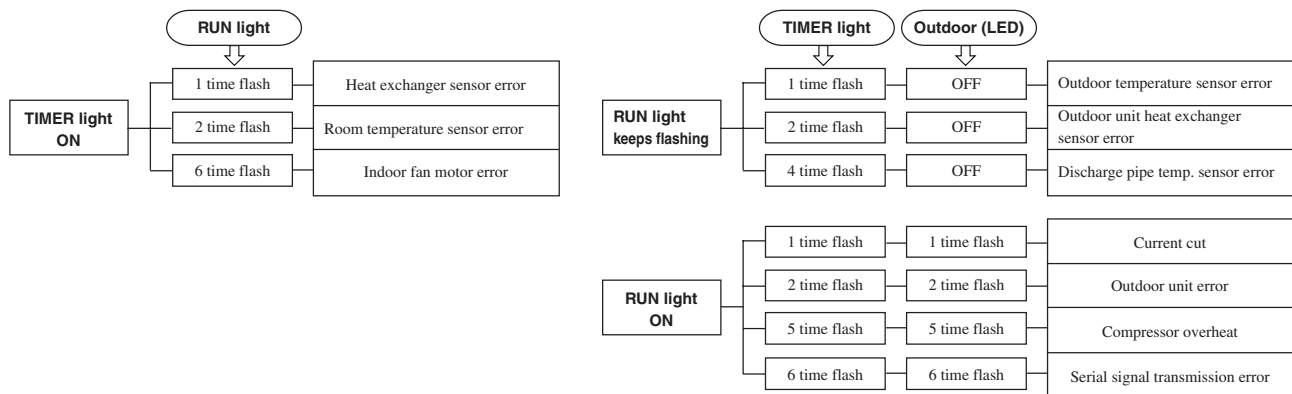 RUN light
TIMER light
ON
1 time flash
Heat exchanger sensor error
2 time flash
Room temperature sensor error
6 time flash
Indoor fan motor error
TIMER light
Outdoor (LED)
RUN light
keeps flashing
1 time flash
OFF
Outdoor temperature sensor error
2 time flash
OFF
Outdoor unit heat exchanger
sensor error
4 time flash
OFF
Discharge pipe temp. sensor error
RUN light
ON
1 time flash
1 time flash
Current cut
2 time flash
2 time flash
Outdoor unit error
5 time flash
5 time flash
Compressor overheat
6 time flash
6 time flash
Serial signal transmission error